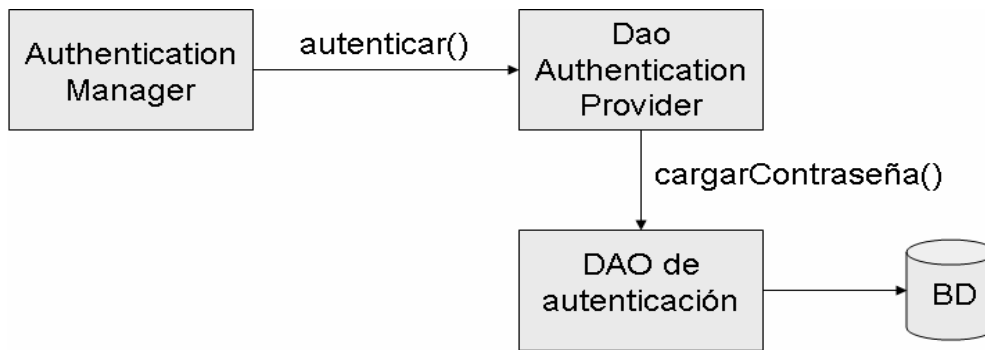 Authentication
Manager
autenticar()
Dao
Authentication
Provider
cargarContraseña()
DAO de
autenticación
BD